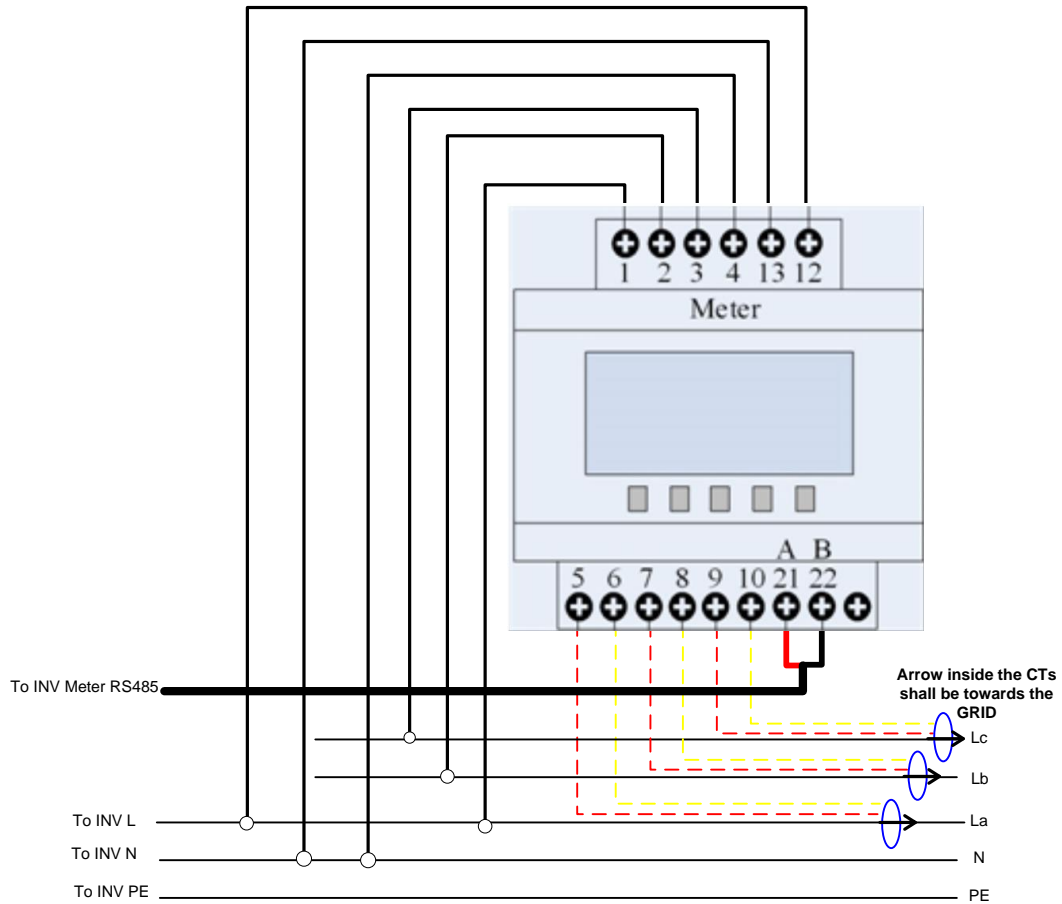 1 2 3 4 13 12
Meter
A B
5 6 7 8 9 10 21 22
To INV Meter RS485
Arrow inside the CTs
shall be towards the
GRID
Lc
Lb
To INV L
La
To INV N
N
To INV PE
PE